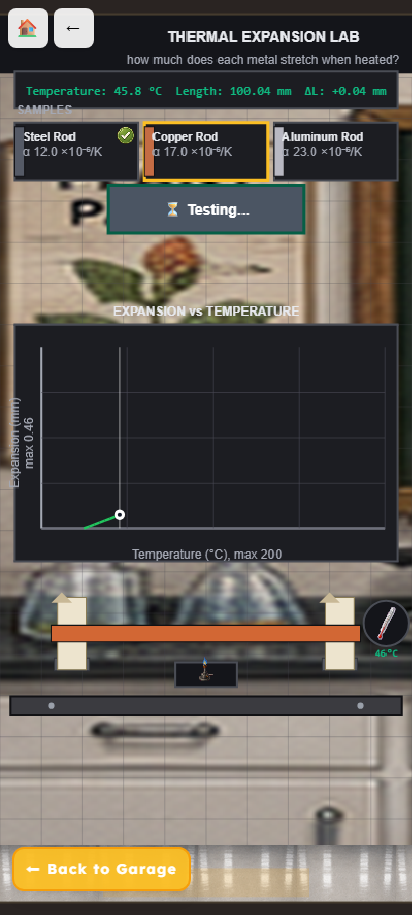 ←
THERMAL EXPANSION LAB
how much does each metal stretch when heated?
Temperature: 45.8 °C Length: 100.04 mm ΔL: +0.04 mm
SAMPLES
Steel Rod
α 12.0 ×10⁻⁶/K
Copper Rod
α 17.0 ×10⁻⁶/K
Aluminum Rod
α 23.0 ×10⁻⁶/K
⏳ Testing...
EXPANSION vs TEMPERATURE
Expansion (mm)
max 0.46
Temperature (°C), max 200
46°C
← Back to Garage